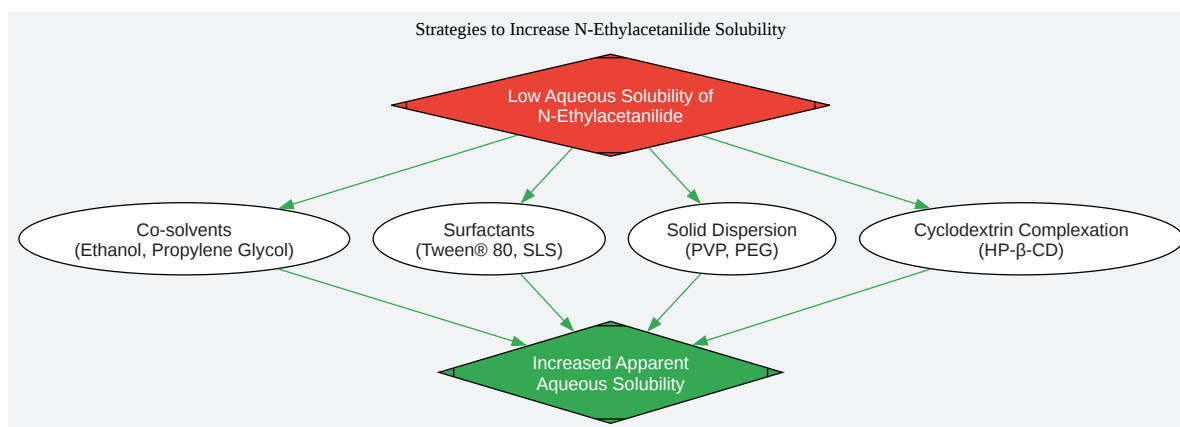 Strategies to Increase N-Ethylacetanilide Solubility
Low Aqueous Solubility of
N-Ethylacetanilide
Co-solvents
(Ethanol, Propylene Glycol)
Surfactants
(Tween® 80, SLS)
Solid Dispersion
(PVP, PEG)
Cyclodextrin Complexation
(HP-β-CD)
Increased Apparent
Aqueous Solubility